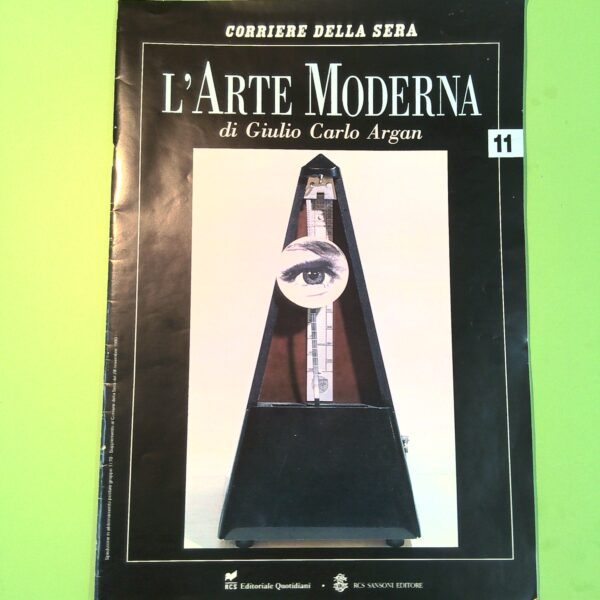 CORRIERE DELLA SERA
L'ARTE MODERNA
di Giulio Carlo Argan
11
RCS Editoriale Quotidiani • RCS SANSONI EDITORE